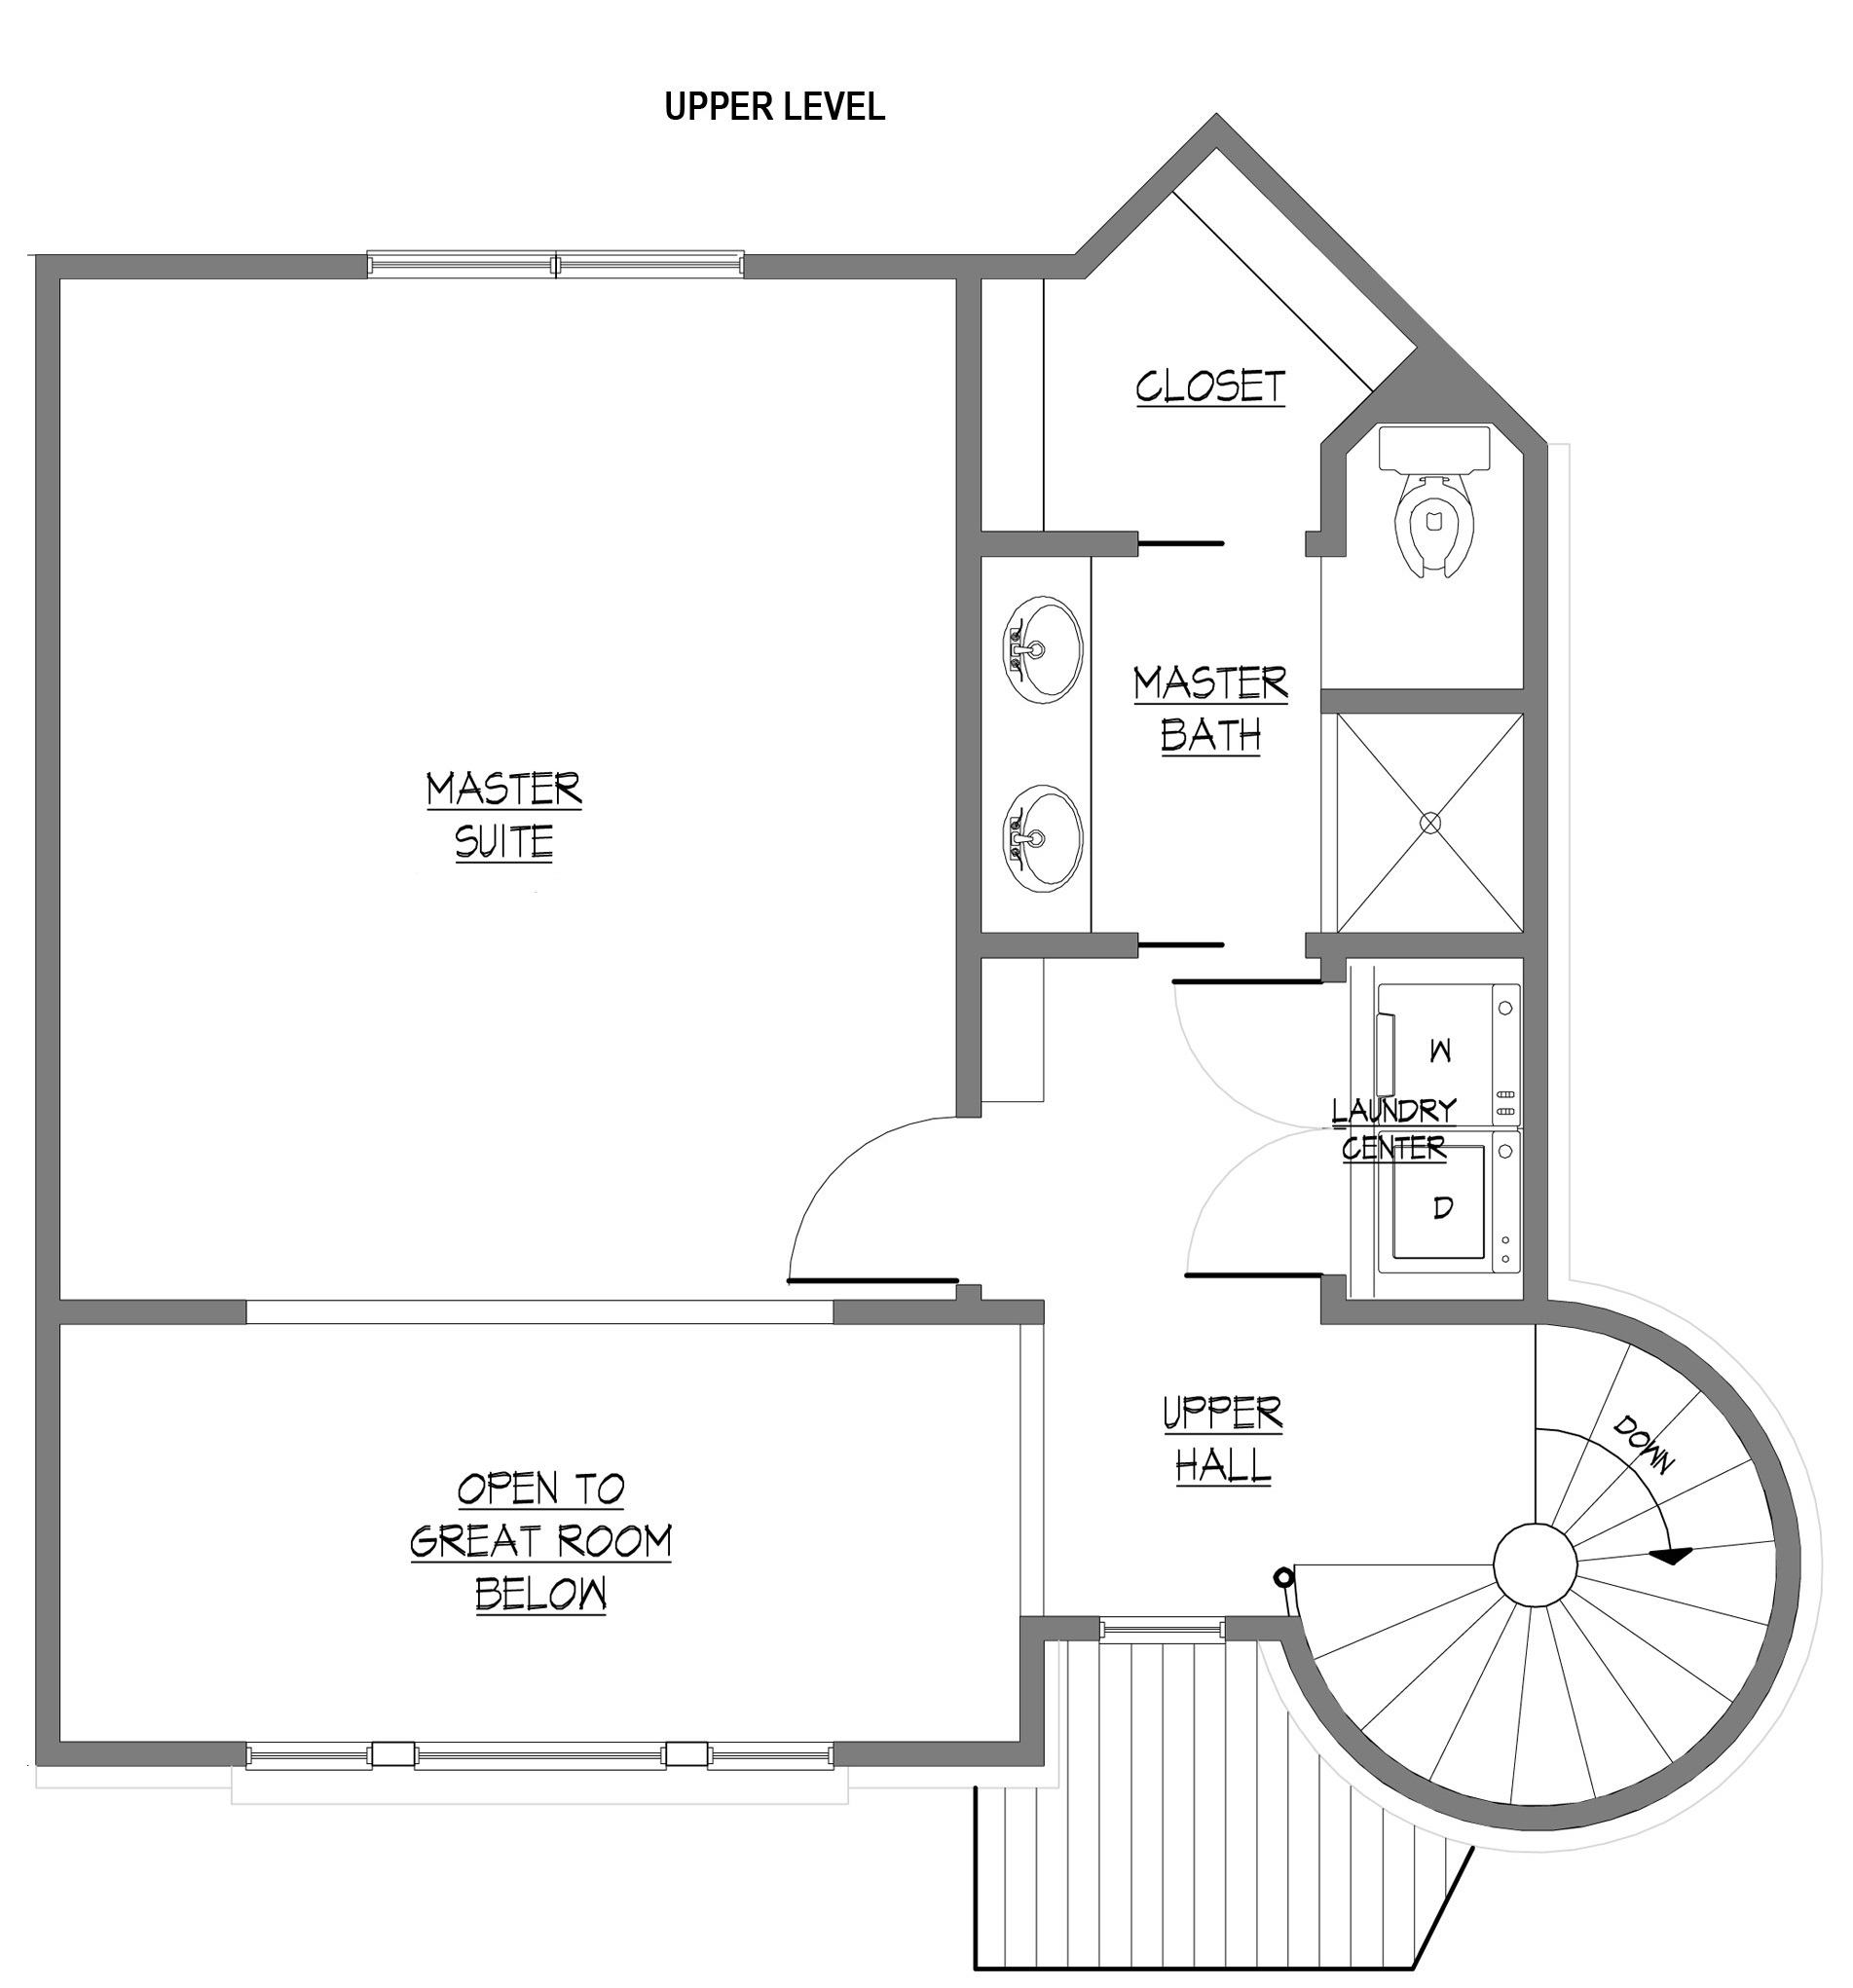 UPPER LEVEL
CLOSET
MASTER
BATH
MASTER
SUITE
W
LAUNDRY
CENTER
D
UPPER
HALL
DOWN
OPEN TO
GREAT ROOM
BELOW